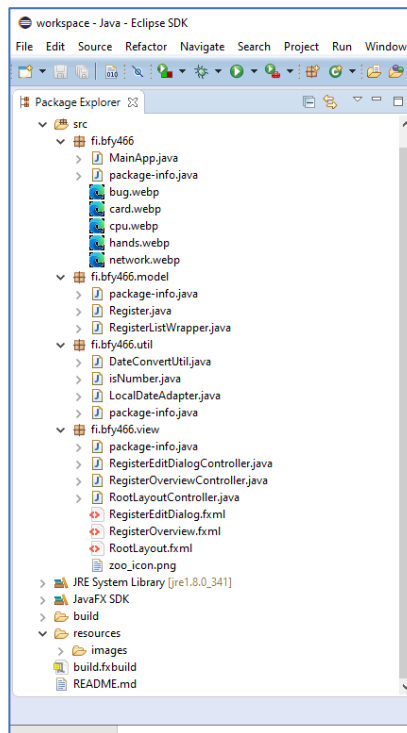 workspace - Java - Eclipse SDK
File Edit Source Refactor Navigate Search Project Run Window
Package Explorer
src
fi.bfy466
MainApp.java
package-info.java
bug.webp
card.webp
cpu.webp
hands.webp
network.webp
fi.bfy466.model
package-info.java
Register.java
RegisterListWrapper.java
fi.bfy466.util
DateConvertUtil.java
isNumber.java
LocalDateAdapter.java
package-info.java
fi.bfy466.view
package-info.java
RegisterEditDialogController.java
RegisterOverviewController.java
RootLayoutController.java
RegisterEditDialog.fxml
RegisterOverview.fxml
RootLayout.fxml
zoo_icon.png
JRE System Library [jre1.8.0_341]
JavaFX SDK
build
resources
images
build.fxbuild
README.md